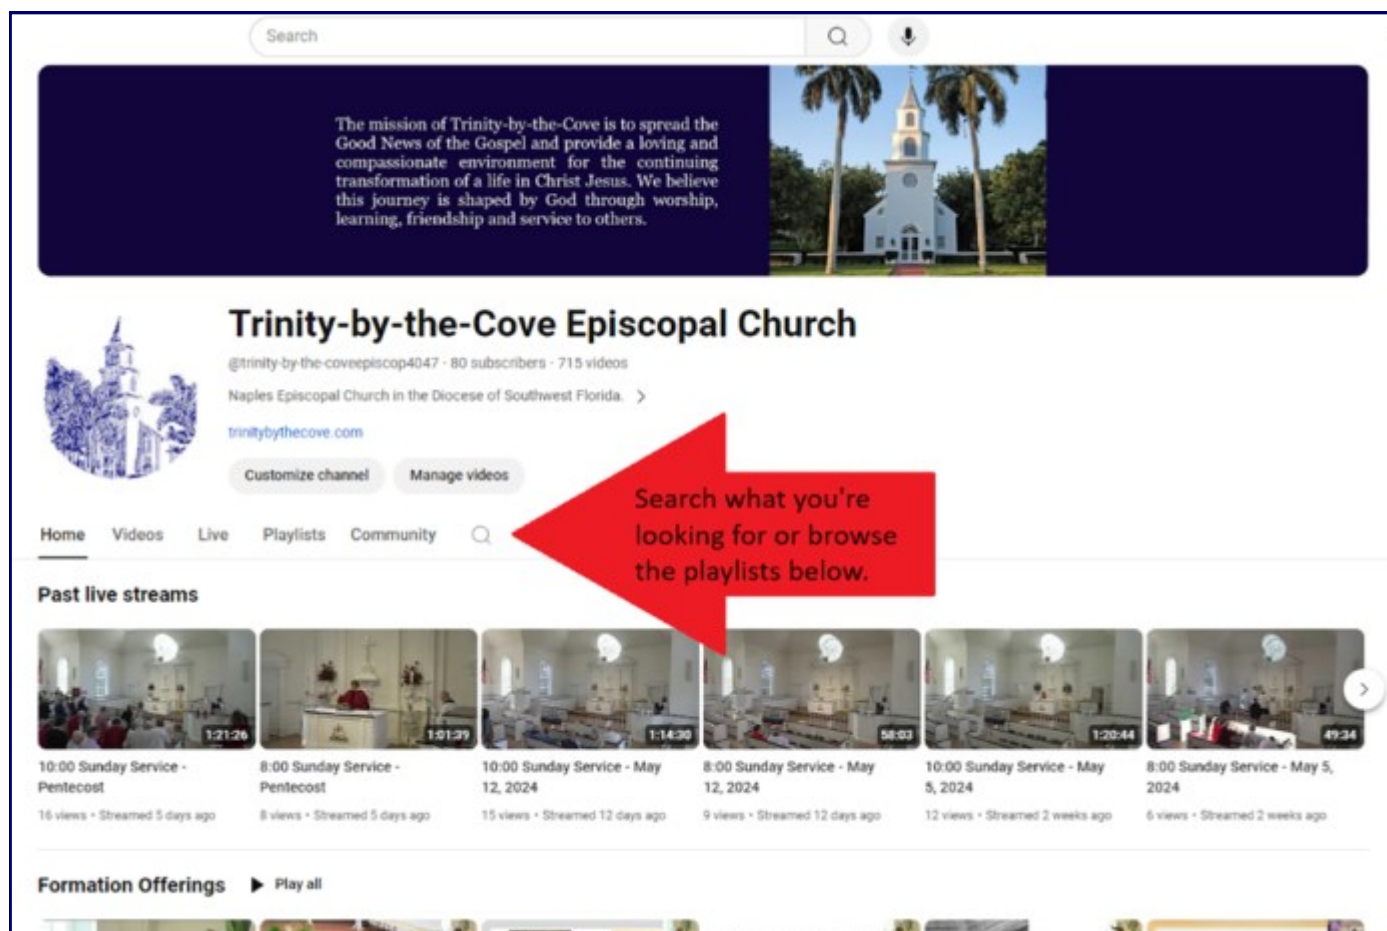 Search
The mission of Trinity-by-the-Cove is to spread the
Good News of the Gospel and provide a loving and
compassionate environment for the continuing
transformation of a life in Christ Jesus. We believe
this journey is shaped by God through worship,
learning, friendship and service to others.
Trinity-by-the-Cove Episcopal Church
@trinity-by-the-coveepiscop4047 · 80 subscribers · 715 videos
Naples Episcopal Church in the Diocese of Southwest Florida.
trinitybythecove.com
Customize channel Manage videos
Search what you're
looking for or browse
the playlists below.
Home Videos Live Playlists Community
Past live streams
1:21:26 1:01:39 1:14:30 58:03 1:20:44 49:34
10:00 Sunday Service -
Pentecost
16 views • Streamed 5 days ago
8:00 Sunday Service -
Pentecost
8 views • Streamed 5 days ago
10:00 Sunday Service - May
12, 2024
15 views • Streamed 12 days ago
8:00 Sunday Service - May
12, 2024
9 views • Streamed 12 days ago
10:00 Sunday Service - May
5, 2024
12 views • Streamed 2 weeks ago
8:00 Sunday Service - May 5,
2024
6 views • Streamed 2 weeks ago
Formation Offerings Play all